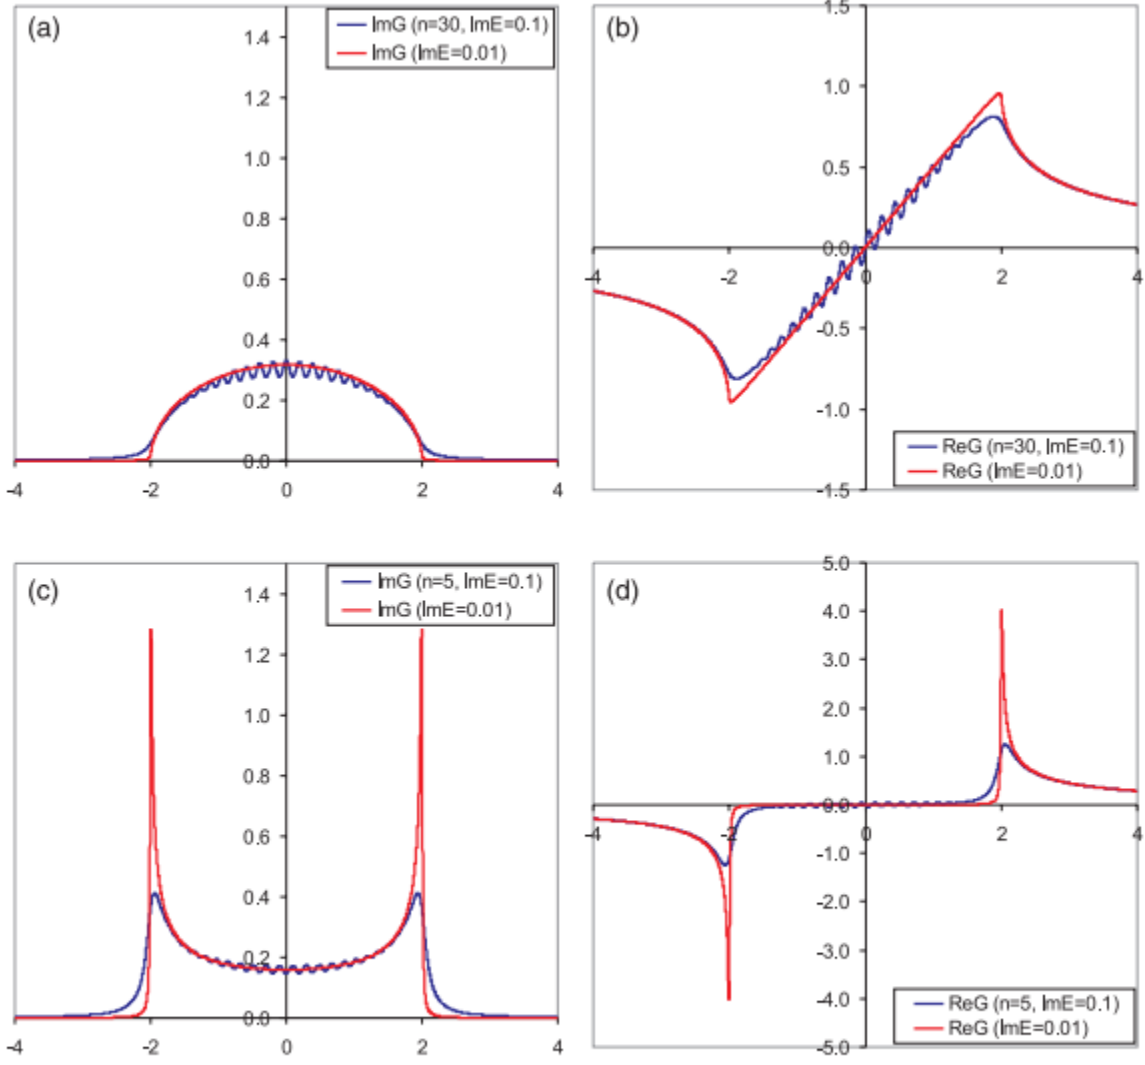 (a)
ImG (n=30, ImE=0.1)
ImG (ImE=0.01)
1.4
1.2
1.0
0.8
0.6
0.4
0.2
0.0
-4 -2 0 2 4
(b)
1.5
1.0
0.5
0.0
-4 -2 0 2 4
-0.5
-1.0
-1.5
ReG (n=30, ImE=0.1)
ReG (ImE=0.01)
(c)
ImG (n=5, ImE=0.1)
ImG (ImE=0.01)
1.4
1.2
1.0
0.8
0.6
0.4
0.2
0.0
-4 -2 0 2 4
(d)
5.0
4.0
3.0
2.0
1.0
0.0
-4 -2 0 2 4
-1.0
-2.0
-3.0
-4.0
-5.0
ReG (n=5, ImE=0.1)
ReG (ImE=0.01)